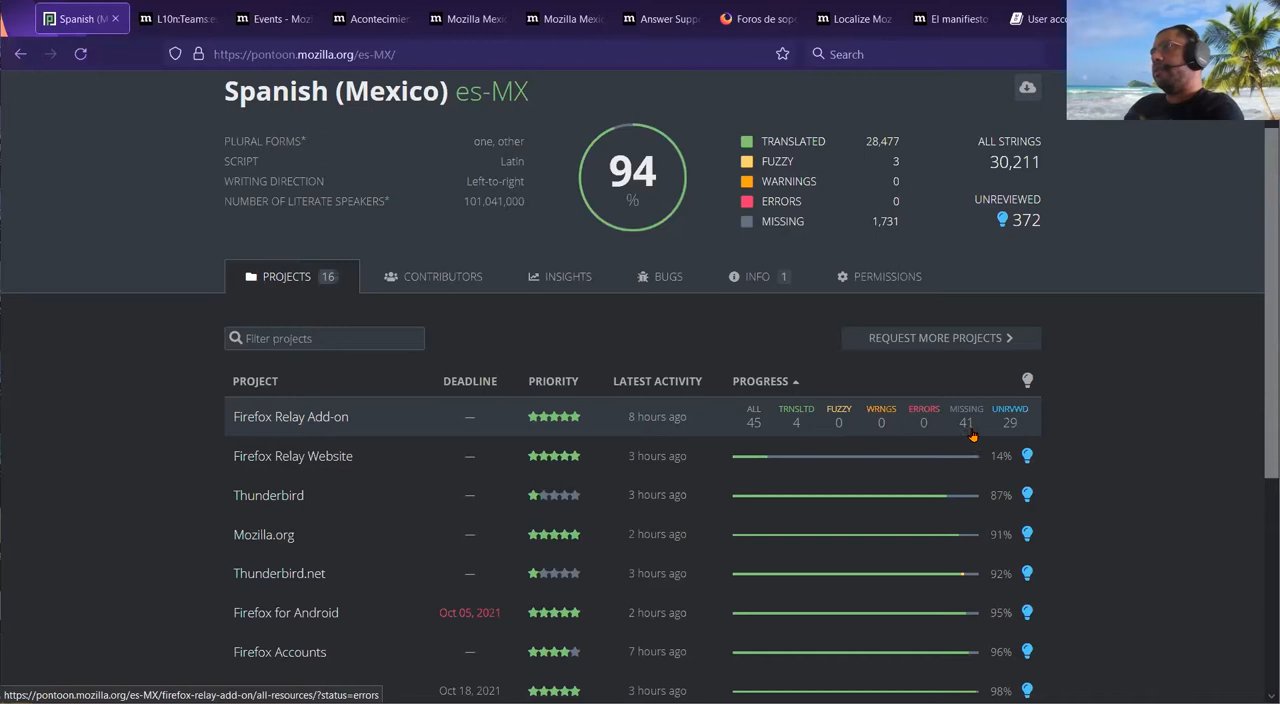 Spanish (M
L10n:Teams:es
Events - Mozi
Acontecimier
Mozilla Mexic
Mozilla Mexic
Answer Supp
Foros de sopo
Localize Moz
El manifiesto
User acco
https://pontoon.mozilla.org/es-MX/
Search
Spanish (Mexico) es-MX
PLURAL FORMS* one, other
SCRIPT Latin
WRITING DIRECTION Left-to-right
NUMBER OF LITERATE SPEAKERS* 101,041,000
94
%
TRANSLATED 28,477
FUZZY 3
WARNINGS 0
ERRORS 0
MISSING 1,731
ALL STRINGS
30,211
UNREVIEWED
372
PROJECTS 16
CONTRIBUTORS
INSIGHTS
BUGS
INFO 1
PERMISSIONS
Filter projects
REQUEST MORE PROJECTS
PROJECT DEADLINE PRIORITY LATEST ACTIVITY PROGRESS
Firefox Relay Add-on — 8 hours ago
ALL TRNSLTD FUZZY WRNGS ERRORS MISSING UNRVWD
45 4 0 0 0 41 29
Firefox Relay Website — 3 hours ago 14%
Thunderbird — 3 hours ago 87%
Mozilla.org — 2 hours ago 91%
Thunderbird.net — 3 hours ago 92%
Firefox for Android Oct 05, 2021 2 hours ago 95%
Firefox Accounts — 7 hours ago 96%
Oct 18, 2021 3 hours ago 98%
https://pontoon.mozilla.org/es-MX/firefox-relay-add-on/all-resources/?status=errors